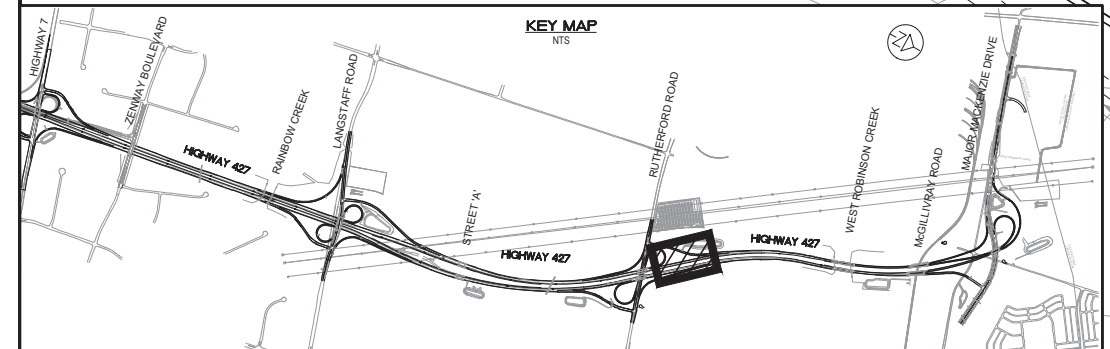 KEY MAP
NTS
HIGHWAY 7
ZENWAY BOULEVARD
HIGHWAY 427
RAINBOW CREEK
LANGSTAFF ROAD
STREET 'A'
HIGHWAY 427
RUTHERFORD ROAD
HIGHWAY 427
WEST ROBINSON CREEK
McGILLIVRAY ROAD
MAJOR MACKENZIE DRIVE
N